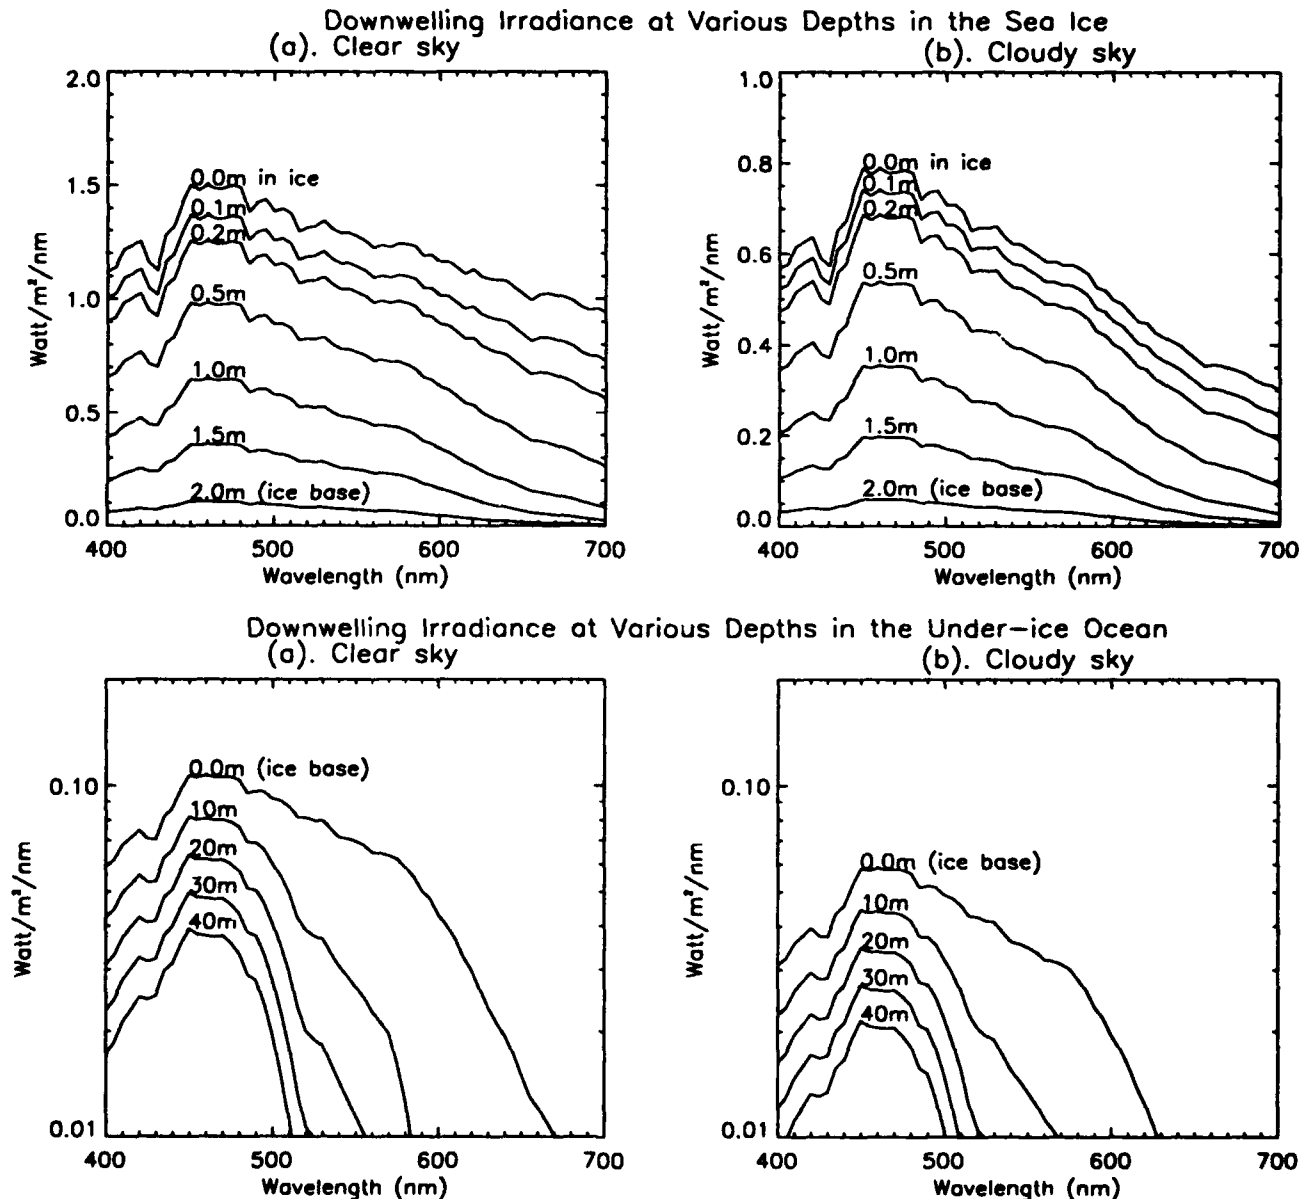 Downwelling Irradiance at Various Depths in the Sea Ice
(a). Clear sky
(b). Cloudy sky
2.0
1.5
1.0
0.5
0.0
Watt/m²/nm
0.0m in ice
0.1m
0.2m
0.5m
1.0m
1.5m
2.0m (ice base)
400 500 600 700
Wavelength (nm)
1.0
0.8
0.6
0.4
0.2
0.0
Watt/m²/nm
0.0m in ice
0.1m
0.2m
0.5m
1.0m
1.5m
2.0m (ice base)
400 500 600 700
Wavelength (nm)
Downwelling Irradiance at Various Depths in the Under-ice Ocean
(a). Clear sky
(b). Cloudy sky
0.10
0.01
Watt/m²/nm
0.0m (ice base)
10m
20m
30m
40m
400 500 600 700
Wavelength (nm)
0.10
0.01
Watt/m²/nm
0.0m (ice base)
10m
20m
30m
40m
400 500 600 700
Wavelength (nm)